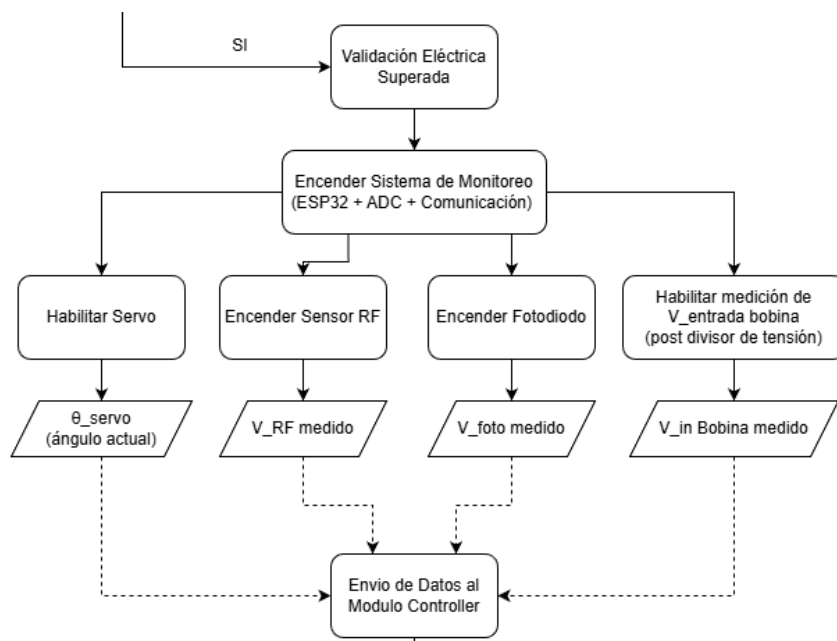 SI
Validación Eléctrica
Superada
Encender Sistema de Monitoreo
(ESP32 + ADC + Comunicación)
Habilitar Servo
Encender Sensor RF
Encender Fotodiodo
Habilitar medición de
V_entrada bobina
(post divisor de tensión)
θ_servo
(ángulo actual)
V_RF medido
V_foto medido
V_in Bobina medido
Envio de Datos al
Modulo Controller